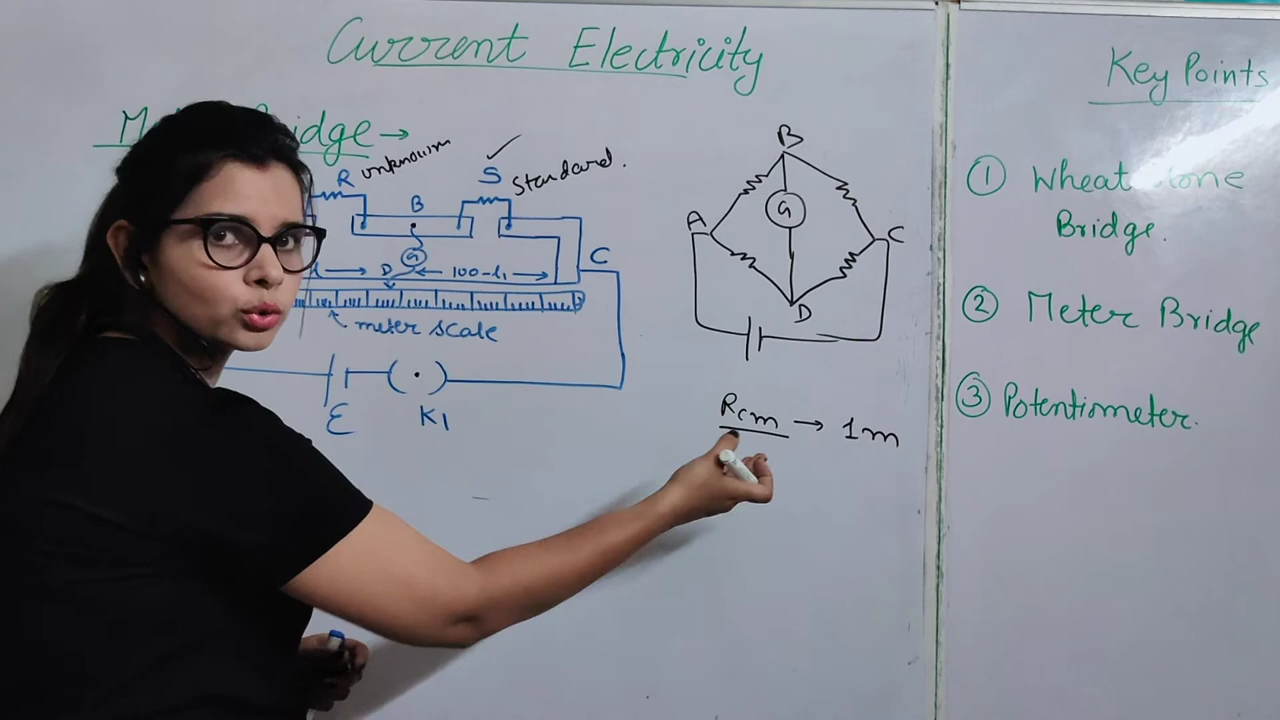 Current Electricity
idge →
R unknown
S Standard.
B
G
D
100-l₁
C
meter scale
ε
K1
B
G
A
C
D
Rcm → 1m
Key Points
① Wheatstone
Bridge.
② Meter Bridge
③ Potentiometer.